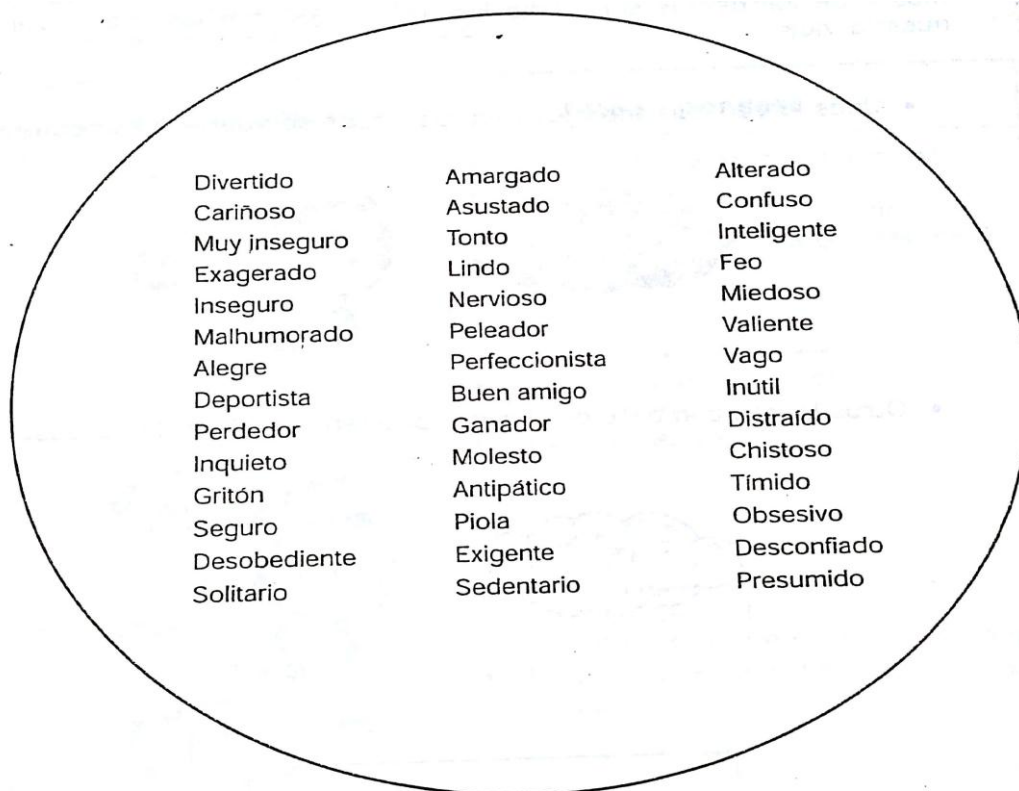 Divertido Amargado Alterado
Cariñoso Asustado Confuso
Muy inseguro Tonto Inteligente
Exagerado Lindo Feo
Inseguro Nervioso Miedoso
Malhumorado Peleador Valiente
Alegre Perfeccionista Vago
Deportista Buen amigo Inútil
Perdedor Ganador Distraído
Inquieto Molesto Chistoso
Gritón Antipático Tímido
Seguro Piola Obsesivo
Desobediente Exigente Desconfiado
Solitario Sedentario Presumido